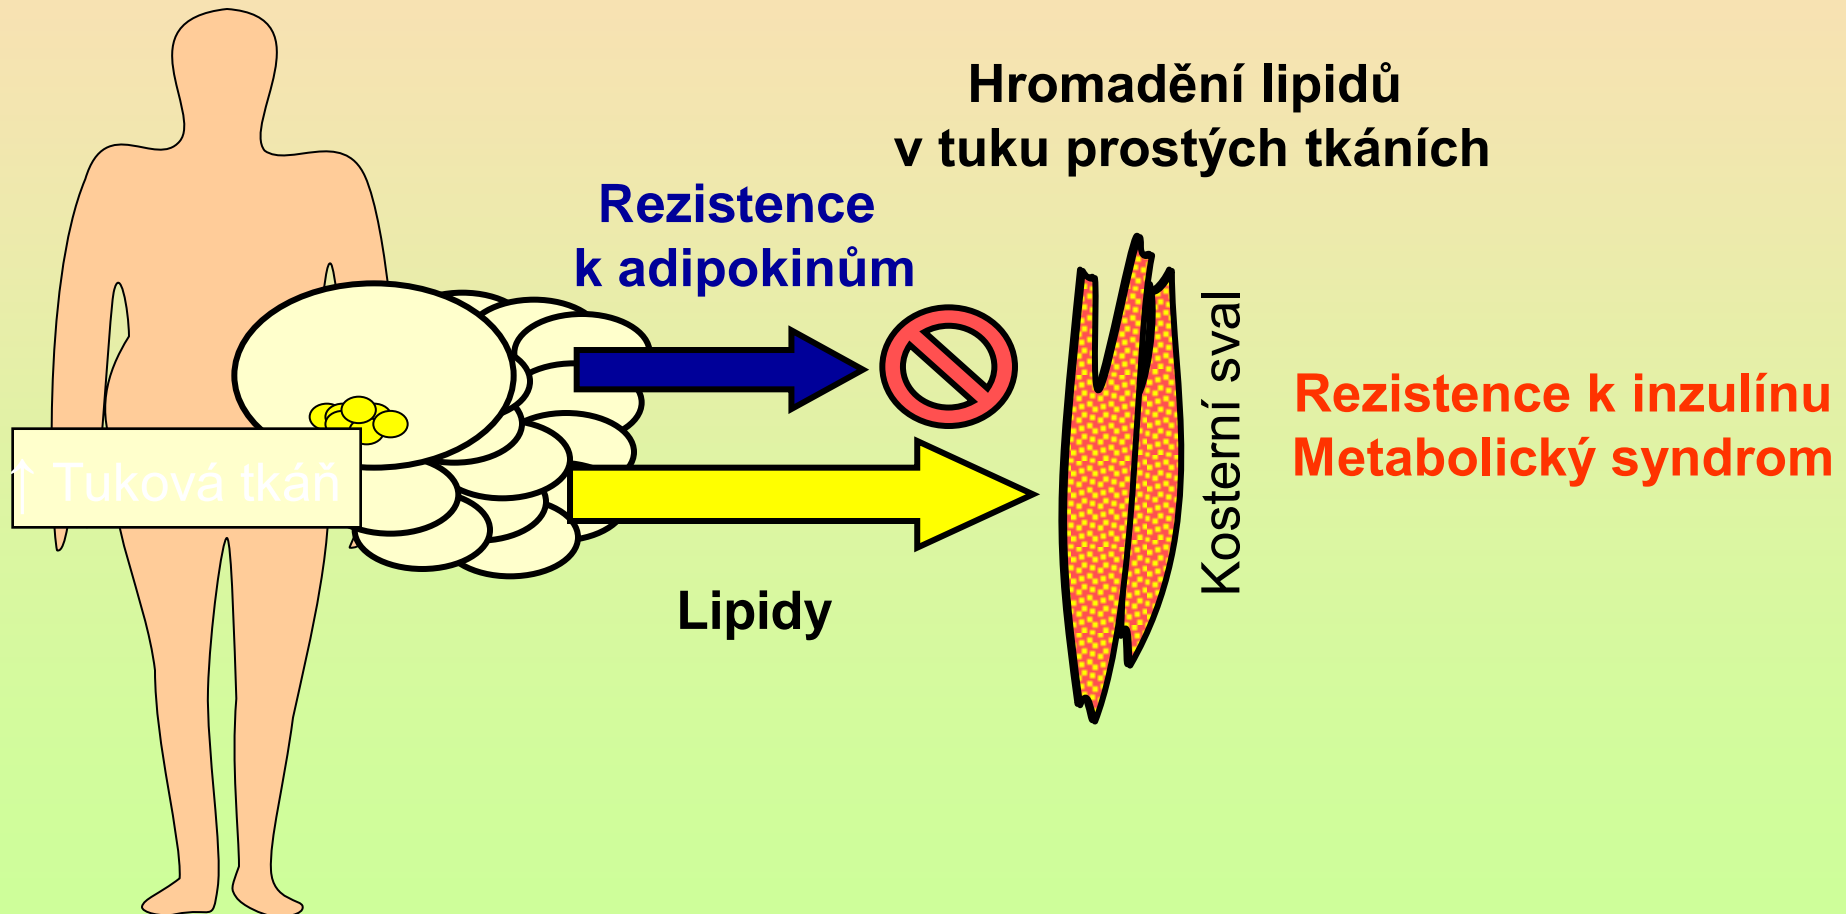 Hromadění lipidů
v tuku prostých tkáních
Rezistence
k adipokinům
Kosterní sval
Rezistence k inzulínu
Metabolický syndrom
↑ Tuková tkáň
Lipidy